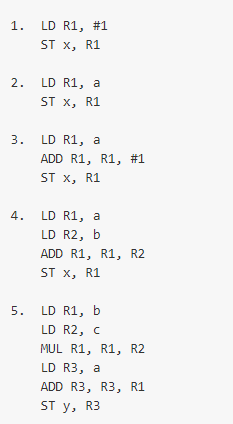 1. LD R1, #1
ST x, R1
2. LD R1, a
ST x, R1
3. LD R1, a
ADD R1, R1, #1
ST x, R1
4. LD R1, a
LD R2, b
ADD R1, R1, R2
ST x, R1
5. LD R1, b
LD R2, c
MUL R1, R1, R2
LD R3, a
ADD R3, R3, R1
ST y, R3